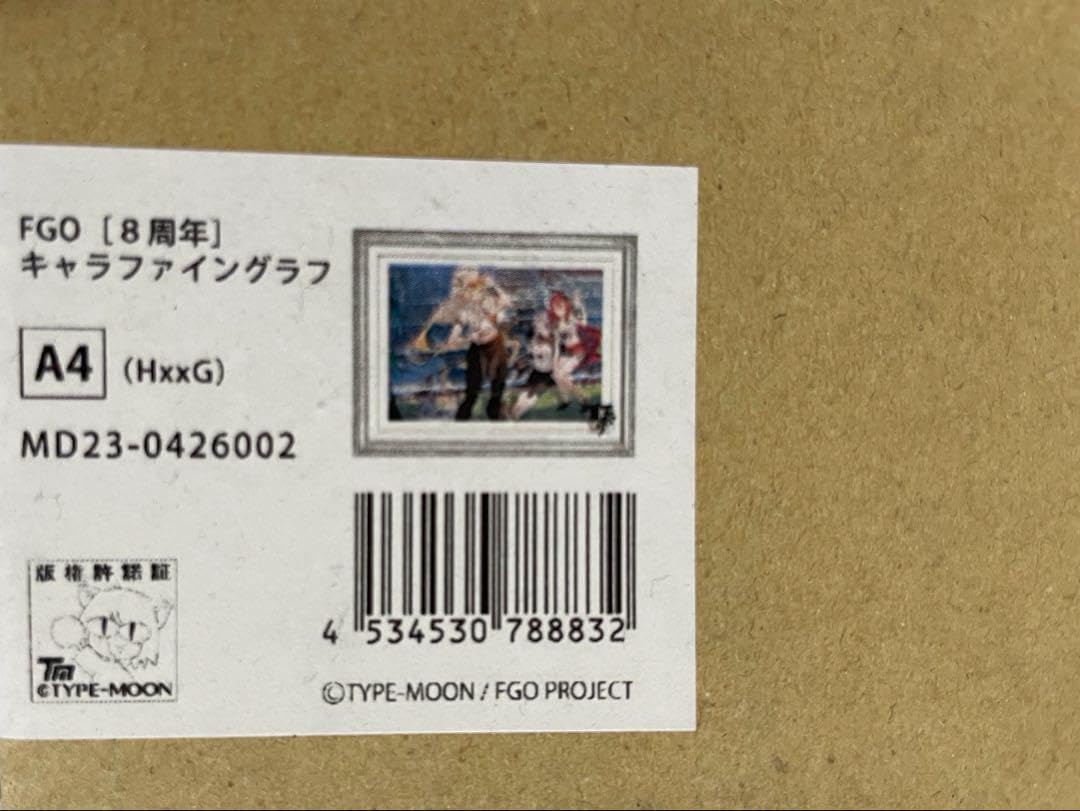 FGO [8周年]
キャラファイングラフ
A4 (HxxG)
MD23-0426002
版権許諾証
TM
©TYPE-MOON
4 534530 788832
©TYPE-MOON / FGO PROJECT